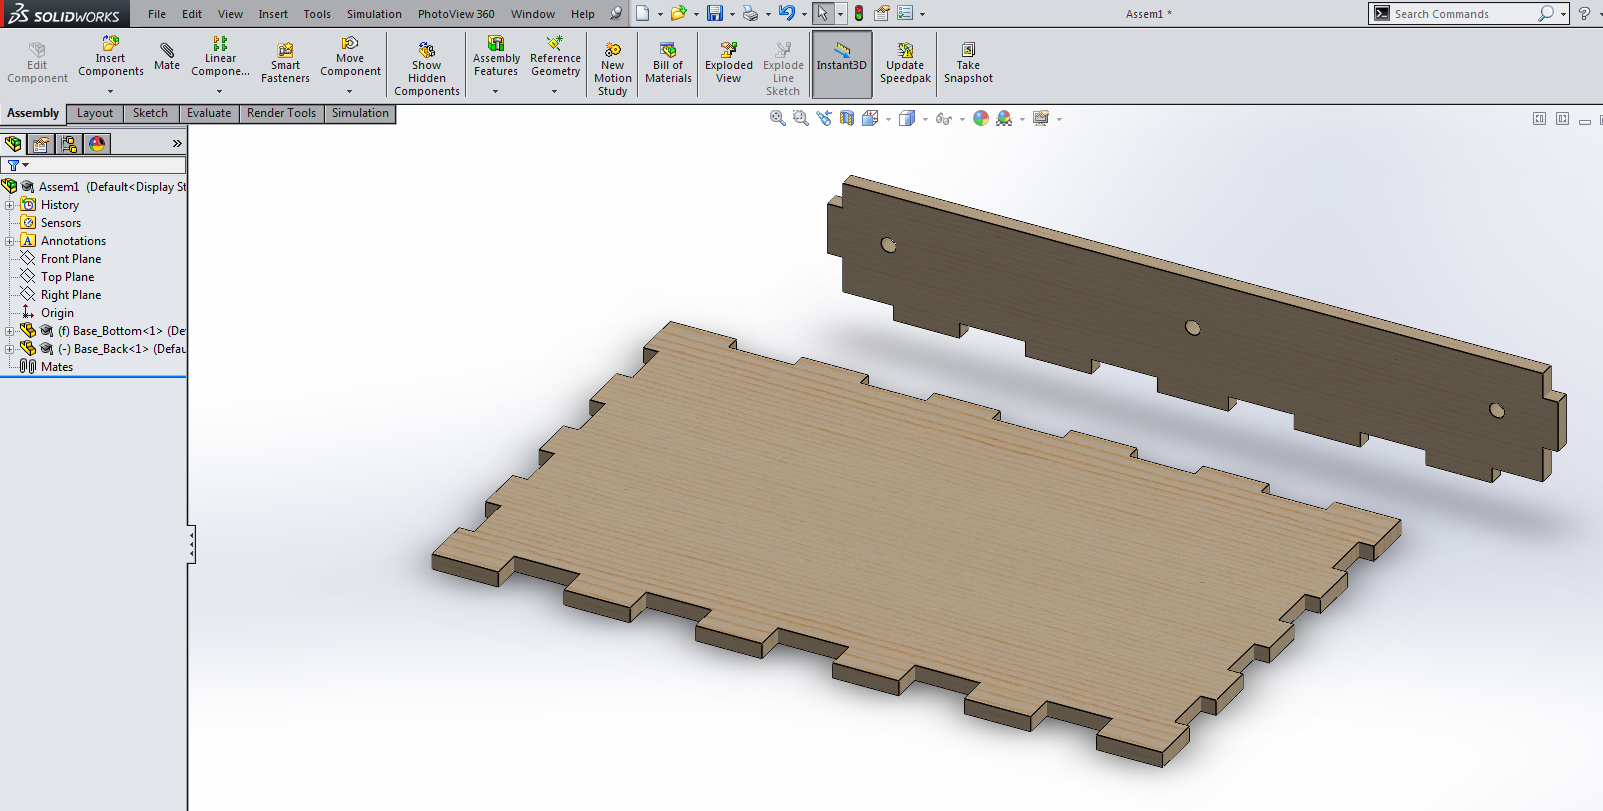 SOLIDWORKS File Edit View Insert Tools Simulation PhotoView 360 Window Help Assem1 * Search Commands ?
Edit Component
Insert Components
Mate
Linear Compone...
Smart Fasteners
Move Component
Show Hidden Components
Assembly Features
Reference Geometry
New Motion Study
Bill of Materials
Exploded View
Explode Line Sketch
Instant3D
Update Speedpak
Take Snapshot
Assembly Layout Sketch Evaluate Render Tools Simulation
Assem1 (Default<Display St
History
Sensors
A Annotations
Front Plane
Top Plane
Right Plane
Origin
(f) Base_Bottom<1> (De
(-) Base_Back<1> (Defau
Mates